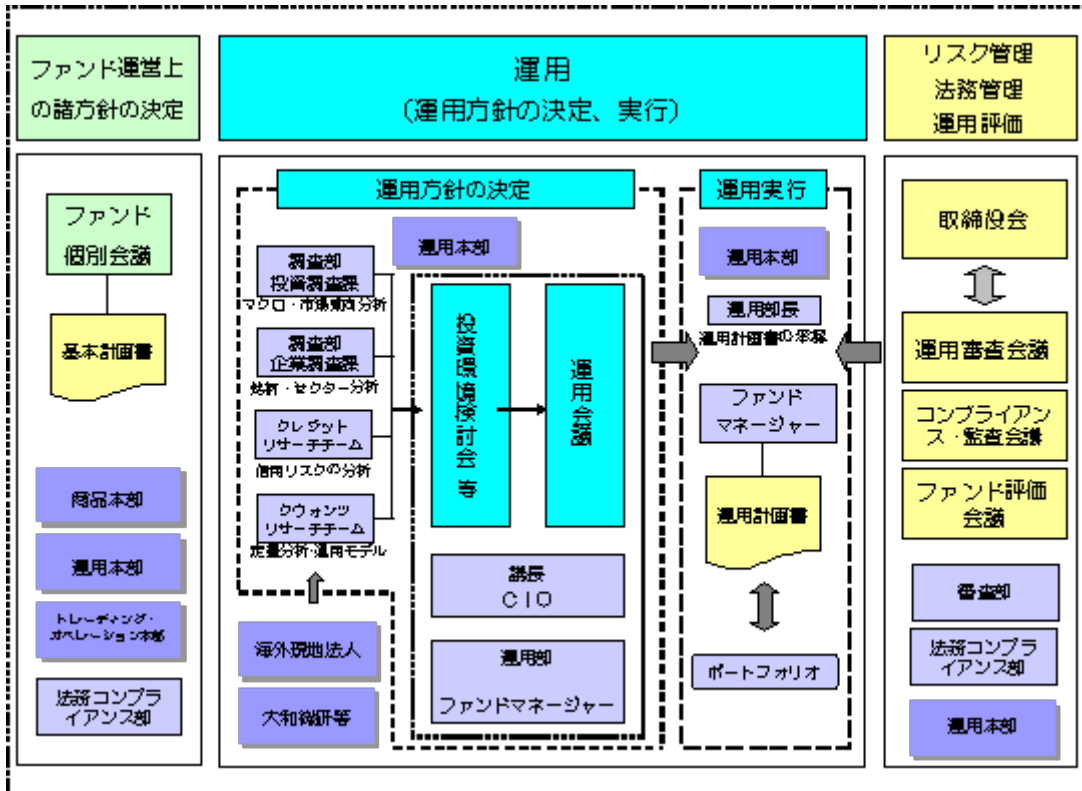 ファンド運営上
の諸方針の決定
運用
(運用方針の決定、実行)
リスク管理
法務管理
運用評価
ファンド
個別会議
基本計画書
商品本部
運用本部
トレーディング・
オペレーション本部
法務コンプラ
イアンス部
運用方針の決定
運用本部
調査部
投資調査課
マクロ・市場動向分析
調査部
企業調査課
銘柄・セクター分析
クレジット
リサーチチーム
信用リスクの分析
クウォンツ
リサーチチーム
定量分析・運用モデル
海外現地法人
大和総研等
投資環境検討会 等
運用会議
議長
CIO
運用部
ファンドマネージャー
運用実行
運用本部
運用部長
運用計画書の承認
ファンド
マネージャー
運用計画書
ポートフォリオ
取締役会
運用審査会議
コンプライアン
ス・監査会議
ファンド評価
会議
審査部
法務コンプラ
イアンス部
運用本部